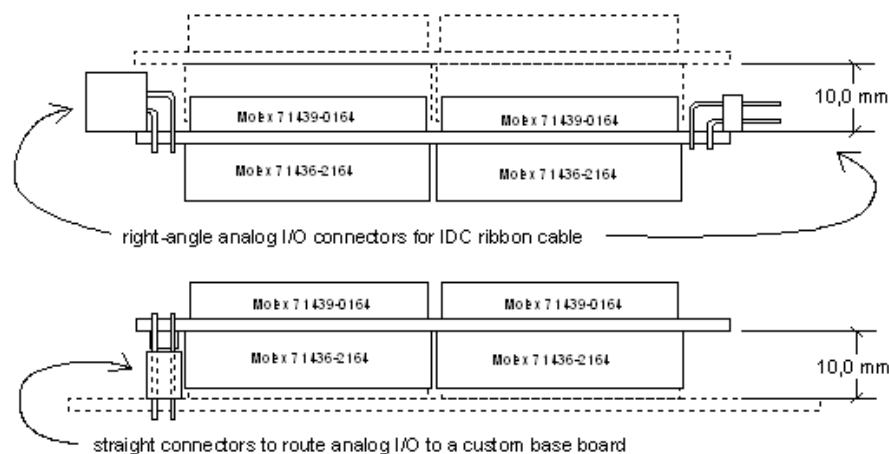 Molex 71439-0164 Molex 71439-0164
10,0 mm
Molex 71436-2164 Molex 71436-2164
right-angle analog I/O connectors for IDC ribbon cable
Molex 71439-0164 Molex 71439-0164
Molex 71436-2164 Molex 71436-2164
10,0 mm
straight connectors to route analog I/O to a custom base board